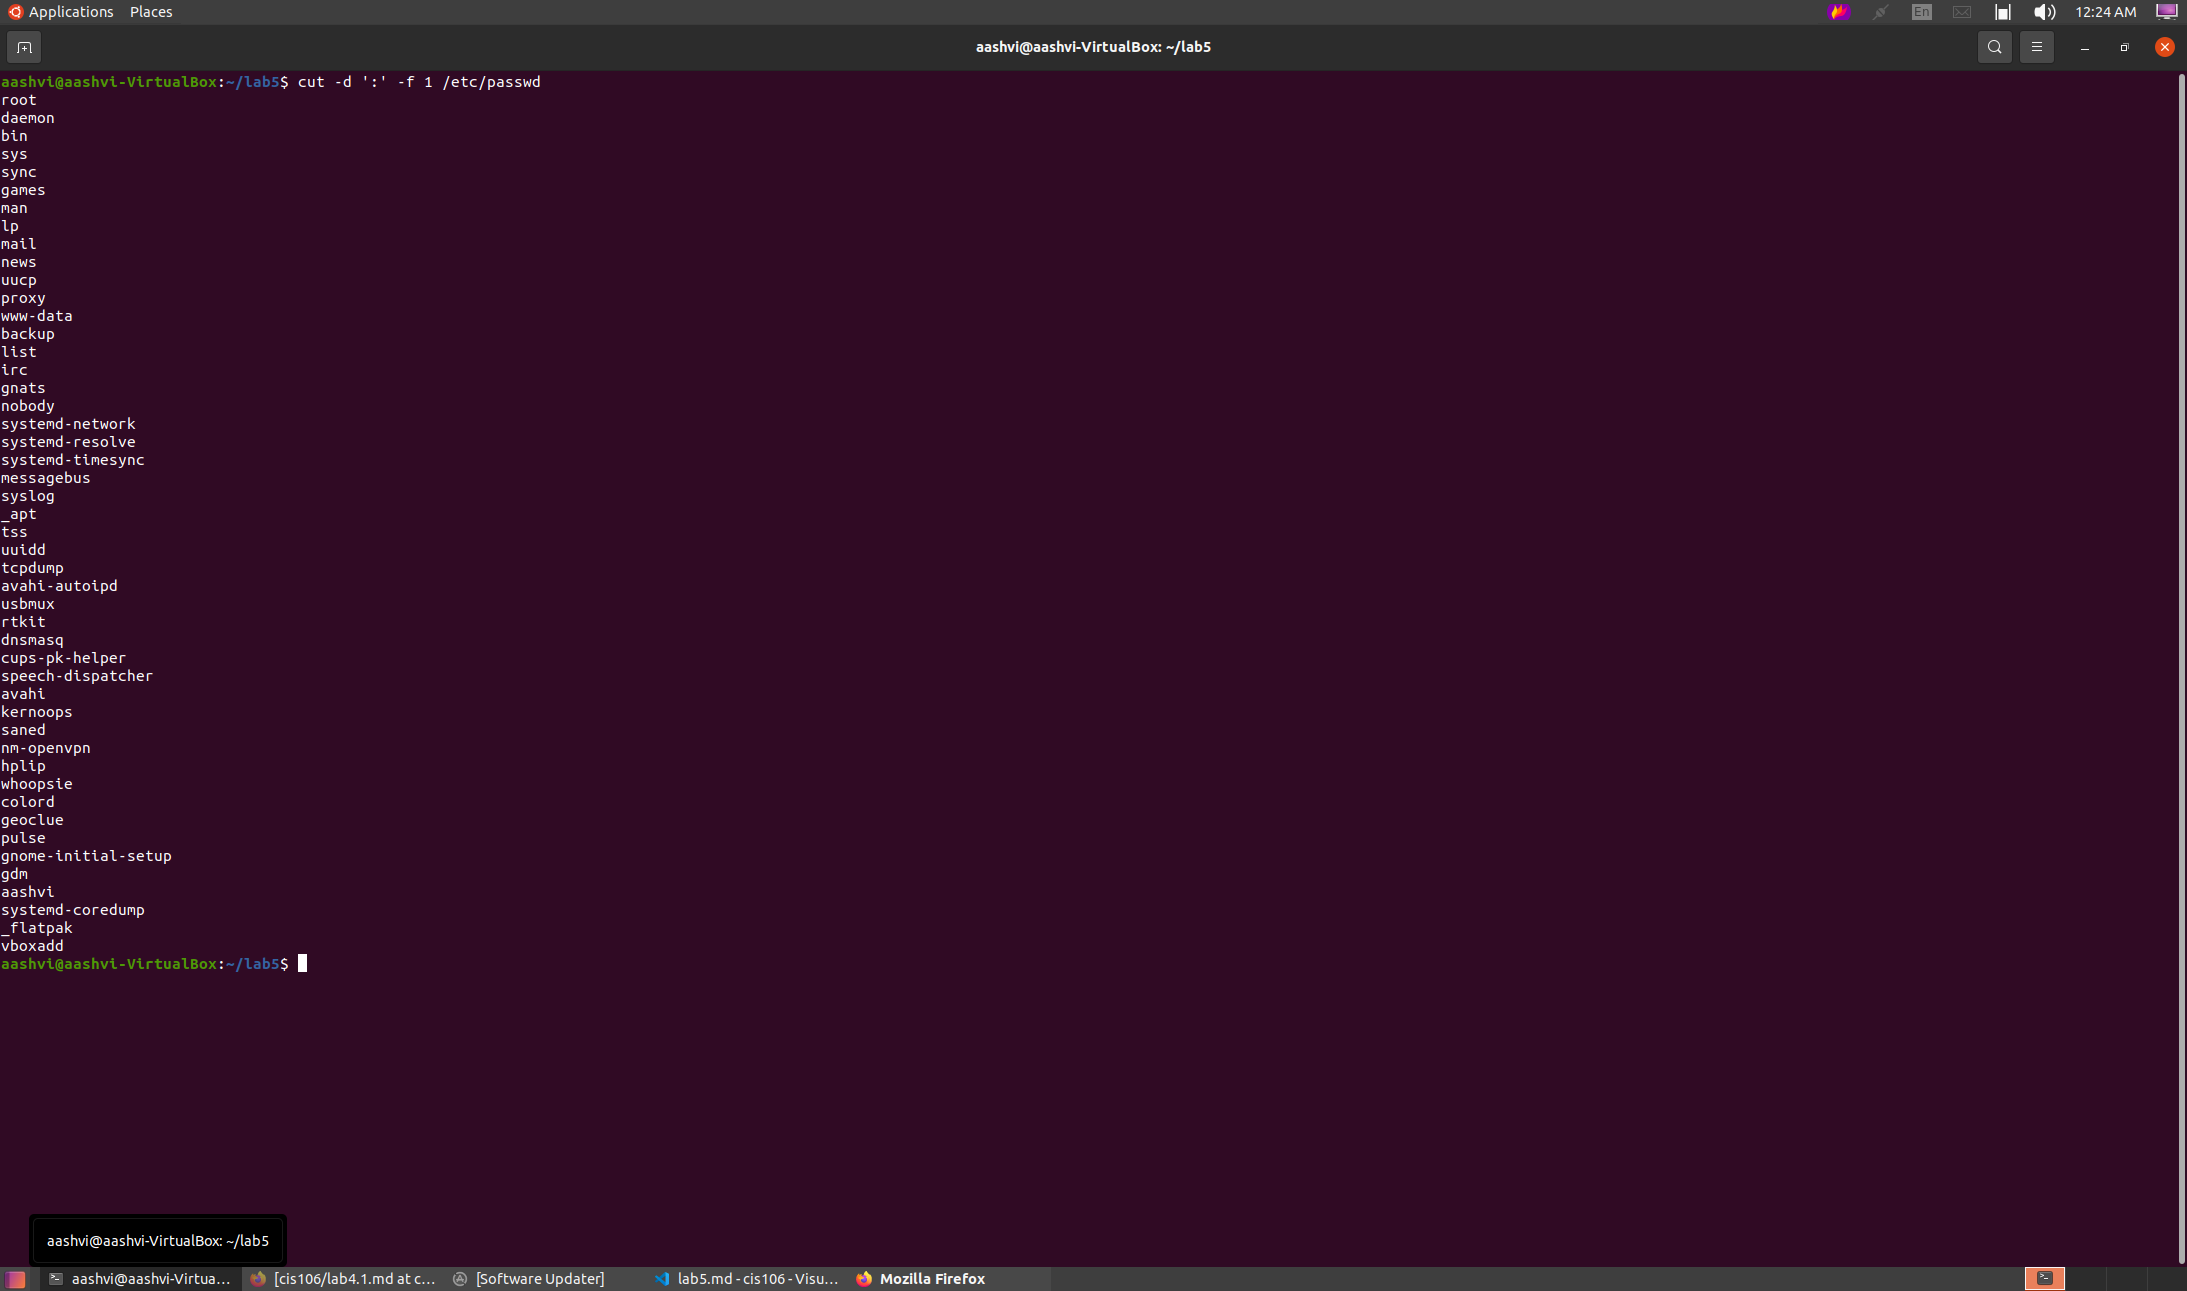 Applications Places En 12:24 AM
aashvi@aashvi-VirtualBox: ~/lab5
aashvi@aashvi-VirtualBox:~/lab5$ cut -d ':' -f 1 /etc/passwd
root
daemon
bin
sys
sync
games
man
lp
mail
news
uucp
proxy
www-data
backup
list
irc
gnats
nobody
systemd-network
systemd-resolve
systemd-timesync
messagebus
syslog
_apt
tss
uuidd
tcpdump
avahi-autoipd
usbmux
rtkit
dnsmasq
cups-pk-helper
speech-dispatcher
avahi
kernoops
saned
nm-openvpn
hplip
whoopsie
colord
geoclue
pulse
gnome-initial-setup
gdm
aashvi
systemd-coredump
_flatpak
vboxadd
aashvi@aashvi-VirtualBox:~/lab5$
aashvi@aashvi-VirtualBox: ~/lab5
aashvi@aashvi-Virtua... [cis106/lab4.1.md at c... [Software Updater] lab5.md - cis106 - Visu... Mozilla Firefox